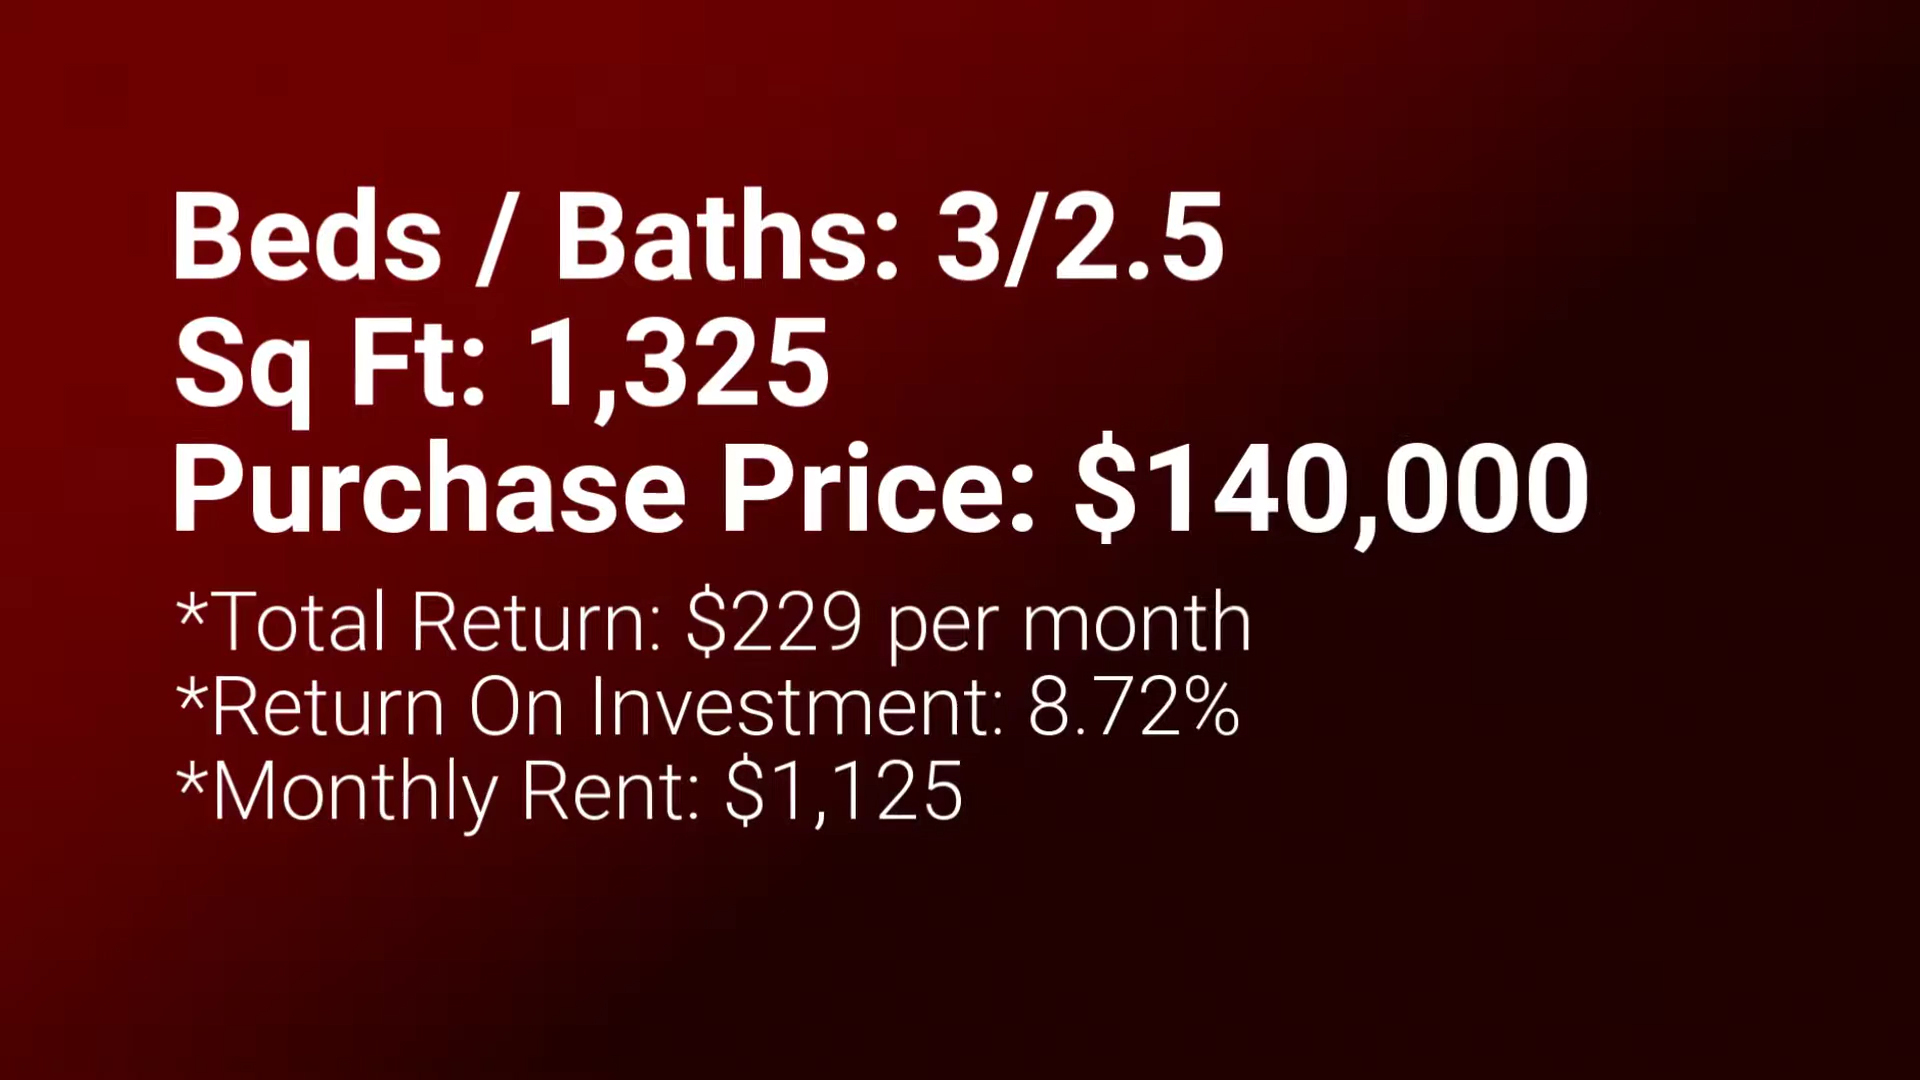 Beds / Baths: 3/2.5
Sq Ft: 1,325
Purchase Price: $140,000
*Total Return: $229 per month
*Return On Investment: 8.72%
*Monthly Rent: $1,125